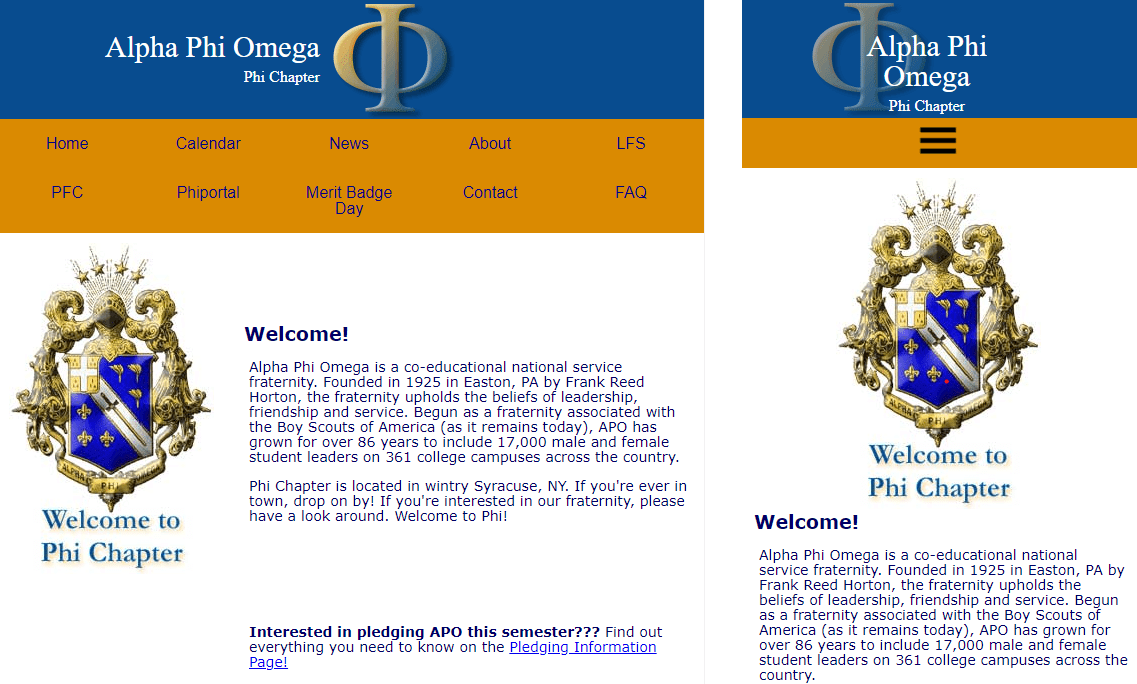 Alpha Phi Omega
Phi Chapter
Φ
Home
Calendar
News
About
LFS
PFC
Phiportal
Merit Badge
Day
Contact
FAQ
ALPHA PHI OMEGA
Welcome to
Phi Chapter
Welcome!
Alpha Phi Omega is a co-educational national service
fraternity. Founded in 1925 in Easton, PA by Frank Reed
Horton, the fraternity upholds the beliefs of leadership,
friendship and service. Begun as a fraternity associated with
the Boy Scouts of America (as it remains today), APO has
grown for over 86 years to include 17,000 male and female
student leaders on 361 college campuses across the country.
Phi Chapter is located in wintry Syracuse, NY. If you're ever in
town, drop on by! If you're interested in our fraternity, please
have a look around. Welcome to Phi!
Interested in pledging APO this semester??? Find out
everything you need to know on the Pledging Information
Page!
Φ
Alpha Phi
Omega
Phi Chapter
ALPHA PHI OMEGA
Welcome to
Phi Chapter
Welcome!
Alpha Phi Omega is a co-educational national
service fraternity. Founded in 1925 in Easton, PA by
Frank Reed Horton, the fraternity upholds the
beliefs of leadership, friendship and service. Begun
as a fraternity associated with the Boy Scouts of
America (as it remains today), APO has grown for
over 86 years to include 17,000 male and female
student leaders on 361 college campuses across the
country.